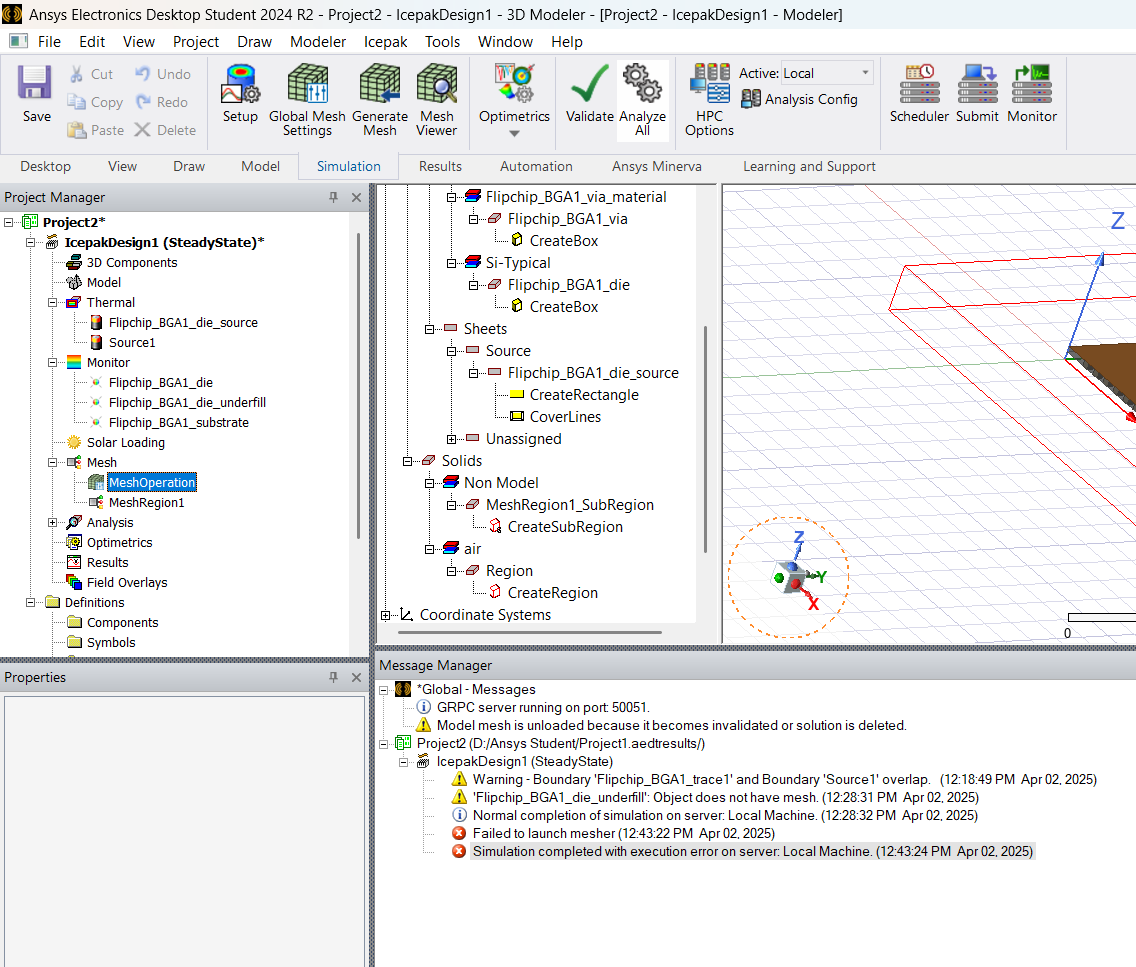 Ansys Electronics Desktop Student 2024 R2 - Project2 - IcepakDesign1 - 3D Modeler - [Project2 - IcepakDesign1 - Modeler]
File Edit View Project Draw Modeler Icepak Tools Window Help
Save
Cut
Copy
Paste
Undo
Redo
Delete
Setup
Global Mesh
Settings
Generate
Mesh
Mesh
Viewer
Optimetrics
Validate
Analyze
All
HPC
Options
Active: Local
Analysis Config
Scheduler
Submit
Monitor
Desktop View Draw Model Simulation Results Automation Ansys Minerva Learning and Support
Project Manager
Project2*
IcepakDesign1 (SteadyState)*
3D Components
Model
Thermal
Flipchip_BGA1_die_source
Source1
Monitor
Flipchip_BGA1_die
Flipchip_BGA1_die_underfill
Flipchip_BGA1_substrate
Solar Loading
Mesh
MeshOperation
MeshRegion1
Analysis
Optimetrics
Results
Field Overlays
Definitions
Components
Symbols
Properties
Flipchip_BGA1_via_material
Flipchip_BGA1_via
CreateBox
Si-Typical
Flipchip_BGA1_die
CreateBox
Sheets
Source
Flipchip_BGA1_die_source
CreateRectangle
CoverLines
Unassigned
Solids
Non Model
MeshRegion1_SubRegion
CreateSubRegion
air
Region
CreateRegion
Coordinate Systems
Z
Z
Y
X
0
Message Manager
*Global - Messages
GRPC server running on port: 50051.
Model mesh is unloaded because it becomes invalidated or solution is deleted.
Project2 (D:/Ansys Student/Project1.aedtresults/)
IcepakDesign1 (SteadyState)
Warning - Boundary 'Flipchip_BGA1_trace1' and Boundary 'Source1' overlap. (12:18:49 PM Apr 02, 2025)
'Flipchip_BGA1_die_underfill': Object does not have mesh. (12:28:31 PM Apr 02, 2025)
Normal completion of simulation on server: Local Machine. (12:28:32 PM Apr 02, 2025)
Failed to launch mesher (12:43:22 PM Apr 02, 2025)
Simulation completed with execution error on server: Local Machine. (12:43:24 PM Apr 02, 2025)